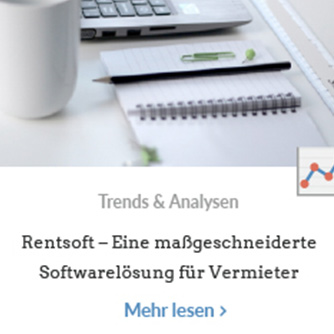 Trends & Analysen
Rentsoft – Eine maßgeschneiderte
Softwarelösung für Vermieter
Mehr lesen >